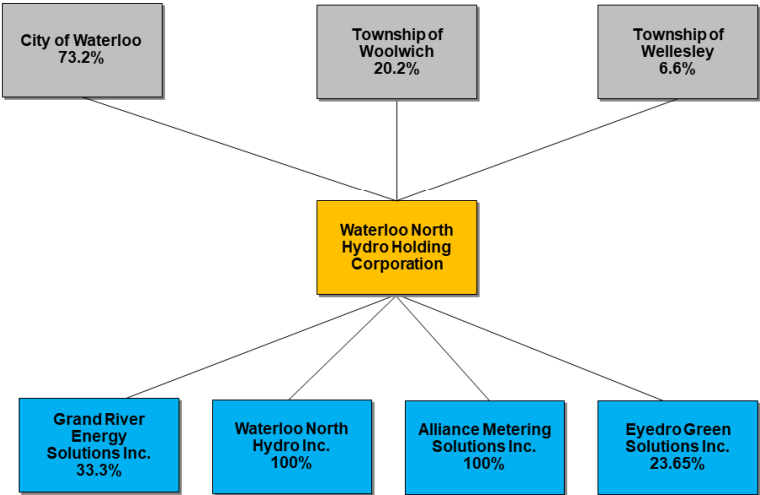 City of Waterloo
73.2%
Township of
Woolwich
20.2%
Township of
Wellesley
6.6%
Waterloo North
Hydro Holding
Corporation
Grand River
Energy
Solutions Inc.
33.3%
Waterloo North
Hydro Inc.
100%
Alliance Metering
Solutions Inc.
100%
Eyedro Green
Solutions Inc.
23.65%